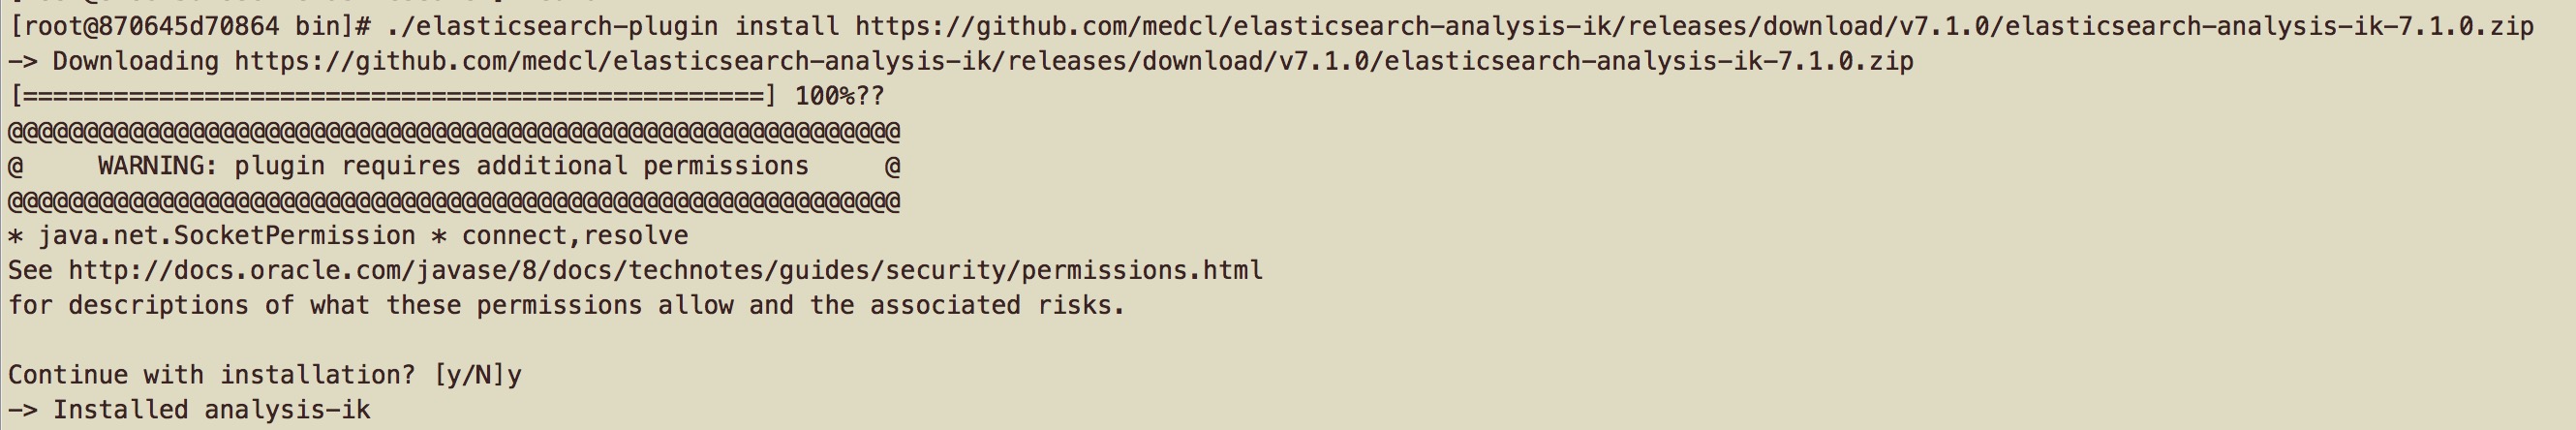 [root@870645d70864 bin]# ./elasticsearch-plugin install https://github.com/medcl/elasticsearch-analysis-ik/releases/download/v7.1.0/elasticsearch-analysis-ik-7.1.0.zip
-> Downloading https://github.com/medcl/elasticsearch-analysis-ik/releases/download/v7.1.0/elasticsearch-analysis-ik-7.1.0.zip
[=================================================] 100%??
@@@@@@@@@@@@@@@@@@@@@@@@@@@@@@@@@@@@@@@@@@@@@@@@@@@@@@@@@@@
@     WARNING: plugin requires additional permissions     @
@@@@@@@@@@@@@@@@@@@@@@@@@@@@@@@@@@@@@@@@@@@@@@@@@@@@@@@@@@@
* java.net.SocketPermission * connect,resolve
See http://docs.oracle.com/javase/8/docs/technotes/guides/security/permissions.html
for descriptions of what these permissions allow and the associated risks.
Continue with installation? [y/N]y
-> Installed analysis-ik